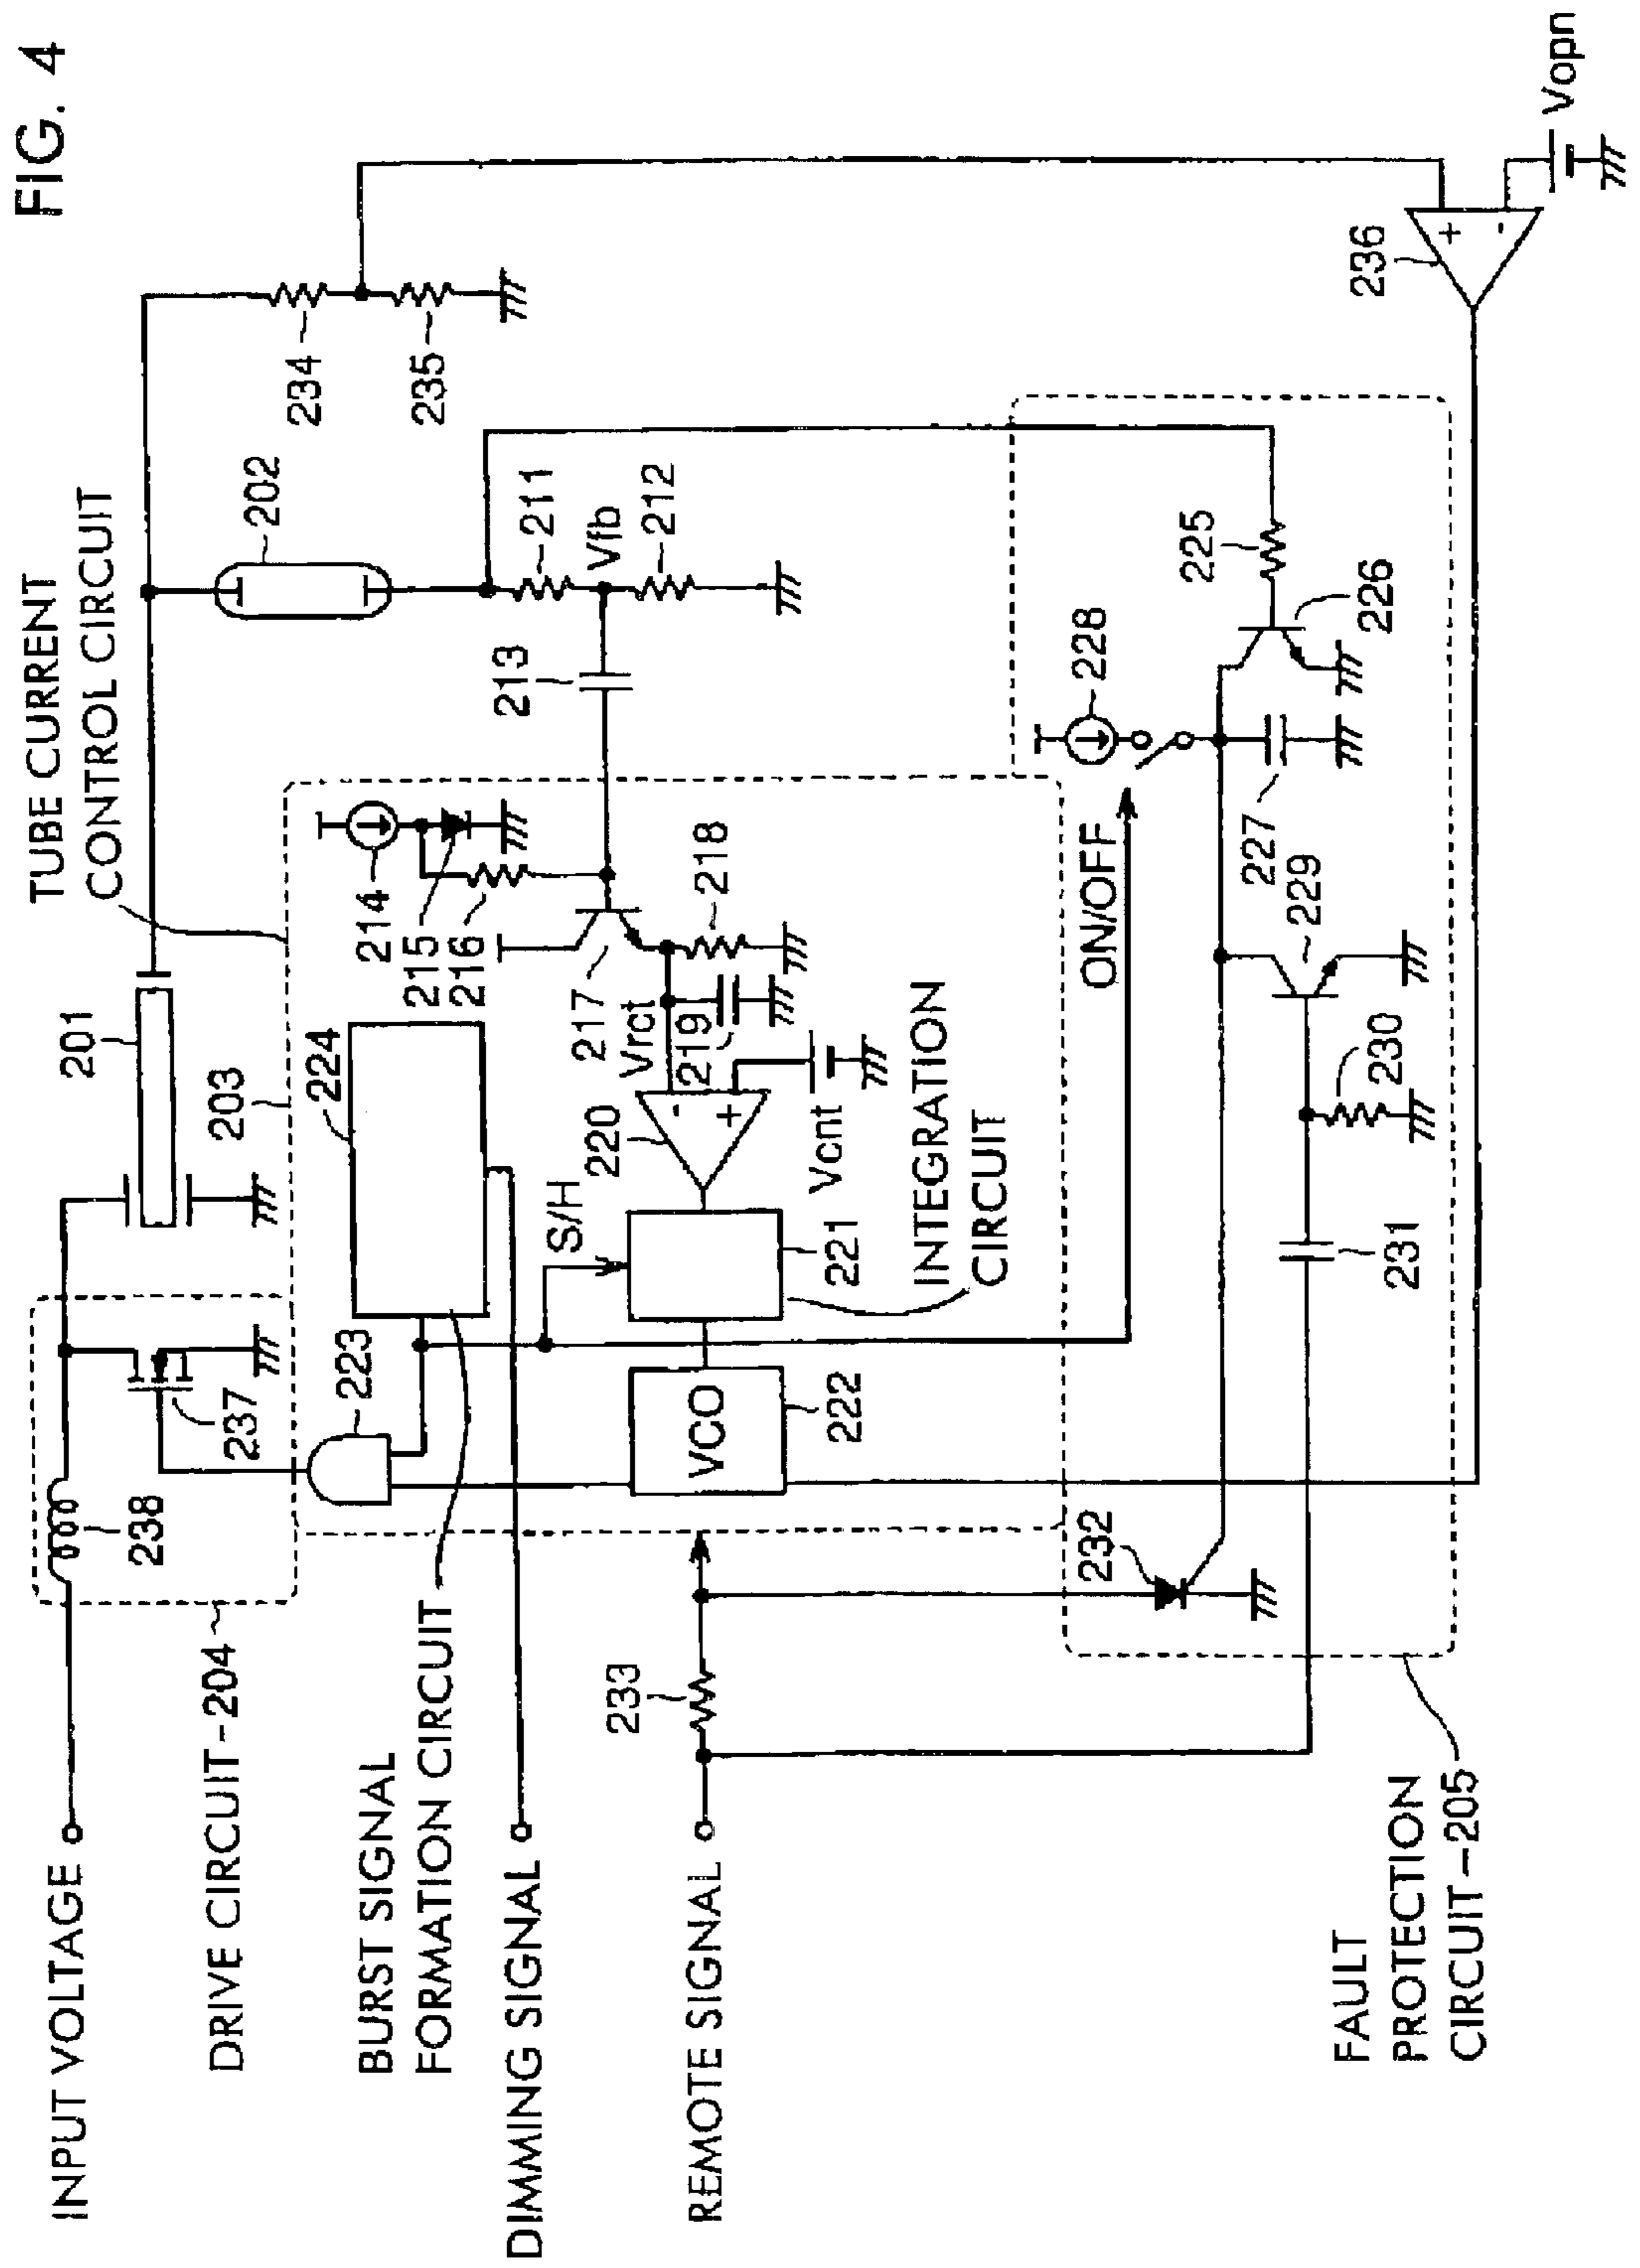 FIG. 4
TUBE CURRENT
CONTROL CIRCUIT
INPUT VOLTAGE
238
237
201
202
234
235
DRIVE CIRCUIT-204
203
223
224
214
215
216
217
213
211
Vfb
212
BURST SIGNAL
FORMATION CIRCUIT
S/H
220
Vrct
219
218
- +
Vcnt
DIMMING SIGNAL
VCO
222
221
INTEGRATION
CIRCUIT
REMOTE SIGNAL
233
232
ON/OFF
228
225
226
227
229
230
231
236
+ -
Vopn
FAULT
PROTECTION
CIRCUIT-205